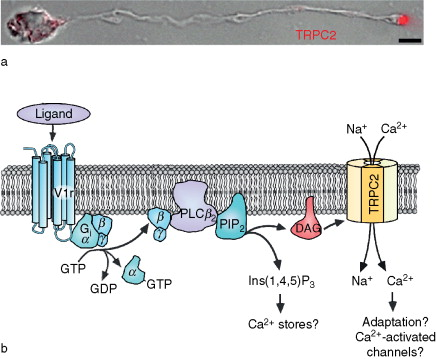 TRPC2
a
Ligand
Na⁺ Ca²⁺
V1r
TRPC2
G β
α γ
β
γ
PLCβ₂
PIP₂
DAG
GTP
GDP
α GTP
Ins(1,4,5)P₃
Na⁺ Ca²⁺
Ca²⁺ stores?
Adaptation?
Ca²⁺-activated
channels?
b